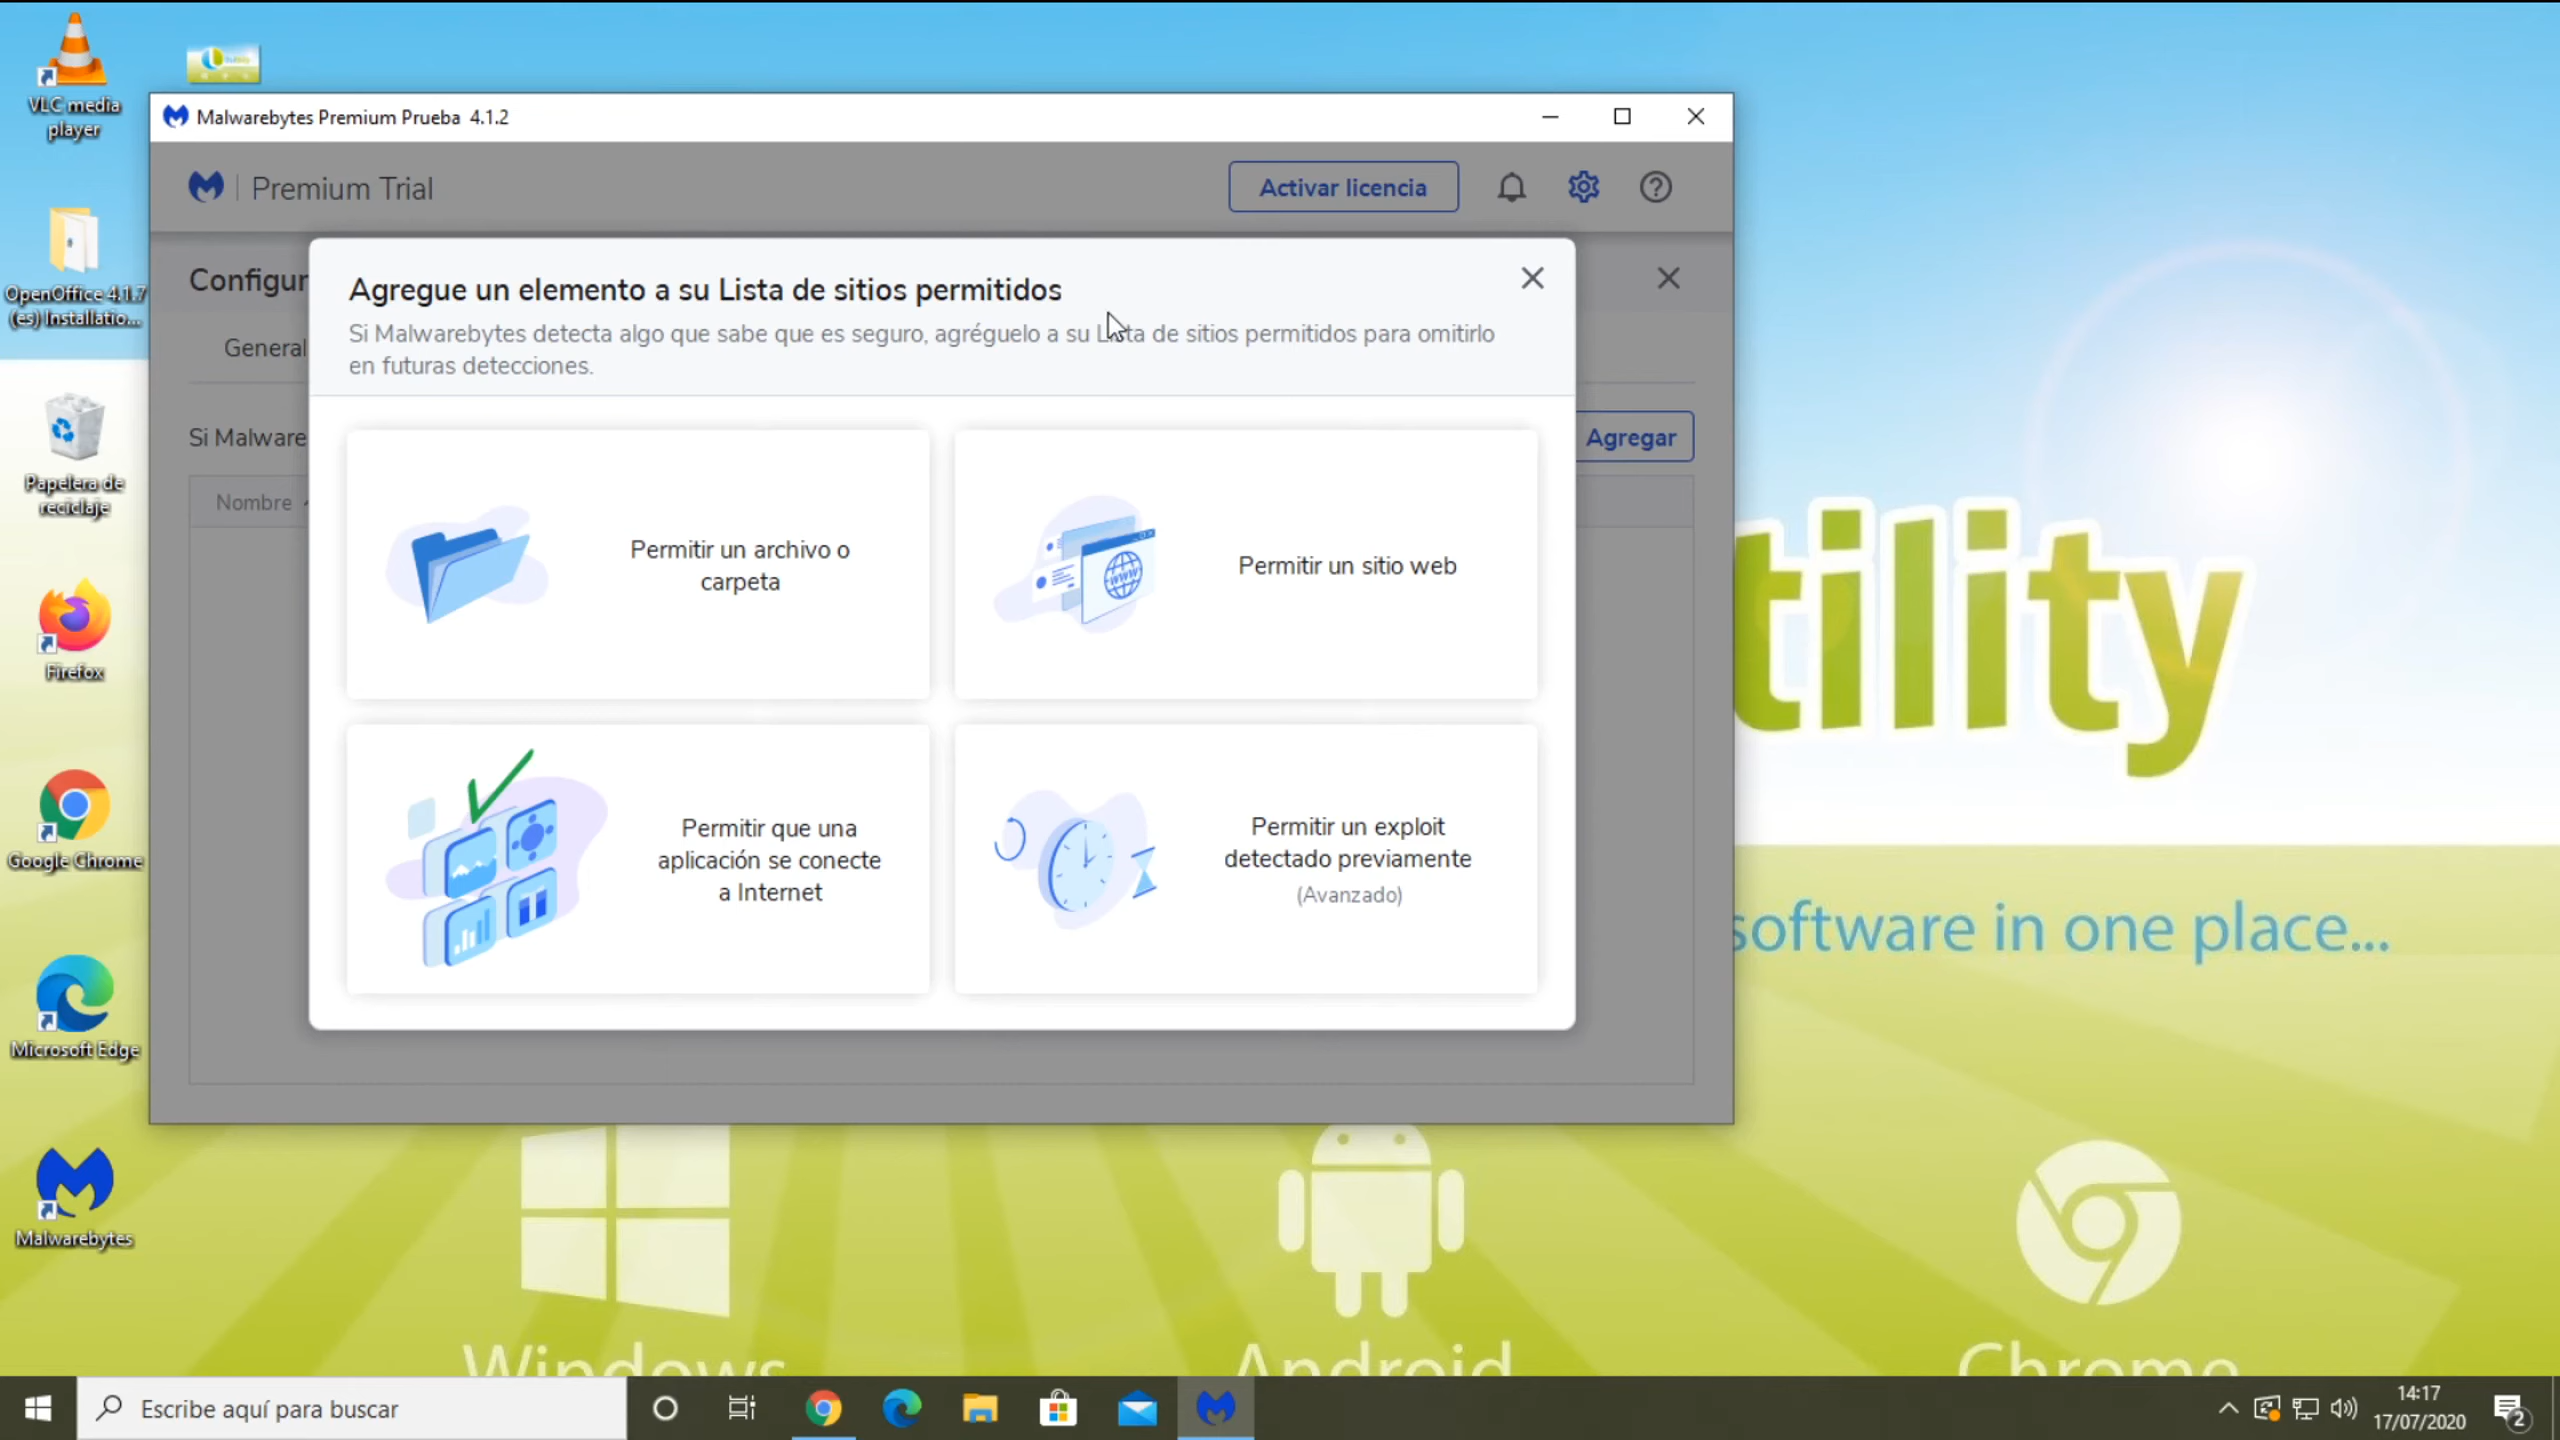 VLC media
player
OpenOffice 4.1.7
(es) Installatio...
Papelera de
reciclaje
Firefox
Google Chrome
Microsoft Edge
Malwarebytes
Malwarebytes Premium Prueba 4.1.2
Premium Trial
Activar licencia
Configur
General
Si Malware
Agregar
Nombre
Agregue un elemento a su Lista de sitios permitidos
Si Malwarebytes detecta algo que sabe que es seguro, agréguelo a su Lista de sitios permitidos para omitirlo
en futuras detecciones.
Permitir un archivo o
carpeta
Permitir un sitio web
www
Permitir que una
aplicación se conecte
a Internet
Permitir un exploit
detectado previamente
(Avanzado)
tility
software in one place...
Windows
Android
Chrome
Escribe aquí para buscar
14:17
17/07/2020
2